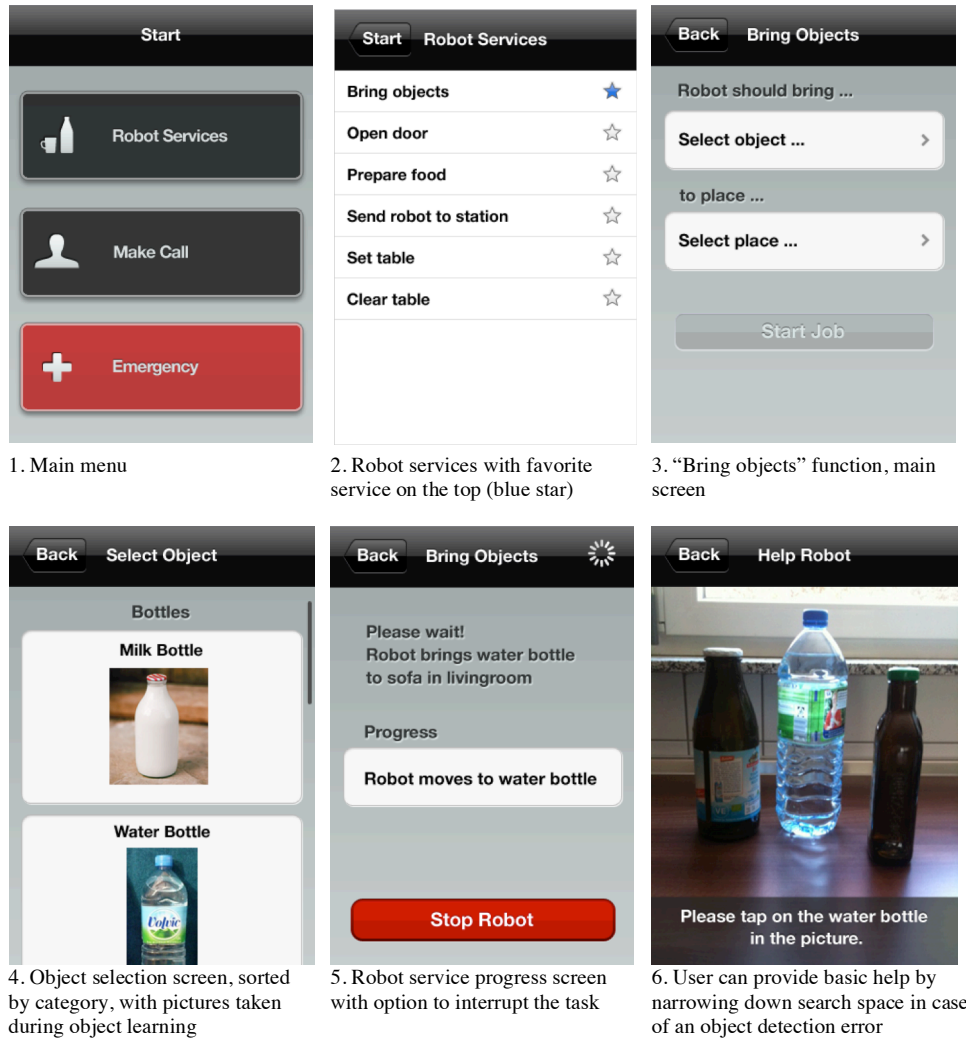 Start
Robot Services
Make Call
Emergency
1. Main menu
Start Robot Services
Bring objects
Open door
Prepare food
Send robot to station
Set table
Clear table
2. Robot services with favorite
service on the top (blue star)
Back Bring Objects
Robot should bring ...
Select object ...
to place ...
Select place ...
Start Job
3. “Bring objects” function, main
screen
Back Select Object
Bottles
Milk Bottle
Water Bottle
Volvic
4. Object selection screen, sorted
by category, with pictures taken
during object learning
Back Bring Objects
Please wait!
Robot brings water bottle
to sofa in livingroom
Progress
Robot moves to water bottle
Stop Robot
5. Robot service progress screen
with option to interrupt the task
Back Help Robot
Please tap on the water bottle
in the picture.
6. User can provide basic help by
narrowing down search space in case
of an object detection error